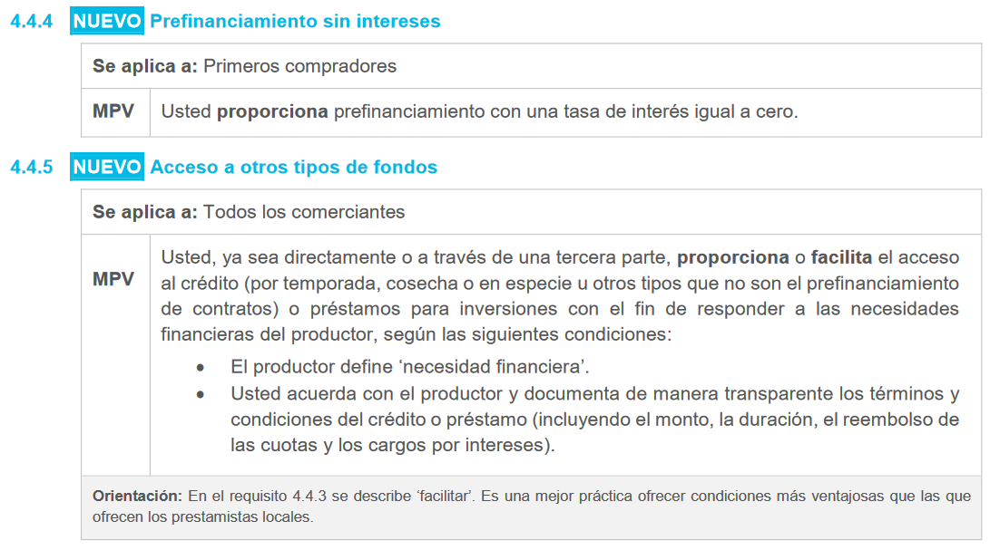 4.4.4 NUEVO Prefinanciamiento sin intereses
Se aplica a: Primeros compradores
MPV Usted proporciona prefinanciamiento con una tasa de interés igual a cero.
4.4.5 NUEVO Acceso a otros tipos de fondos
Se aplica a: Todos los comerciantes
MPV
Usted, ya sea directamente o a través de una tercera parte, proporciona o facilita el acceso
al crédito (por temporada, cosecha o en especie u otros tipos que no son el prefinanciamiento
de contratos) o préstamos para inversiones con el fin de responder a las necesidades
financieras del productor, según las siguientes condiciones:
• El productor define ‘necesidad financiera’.
• Usted acuerda con el productor y documenta de manera transparente los términos y
condiciones del crédito o préstamo (incluyendo el monto, la duración, el reembolso de
las cuotas y los cargos por intereses).
Orientación: En el requisito 4.4.3 se describe ‘facilitar’. Es una mejor práctica ofrecer condiciones más ventajosas que las que
ofrecen los prestamistas locales.